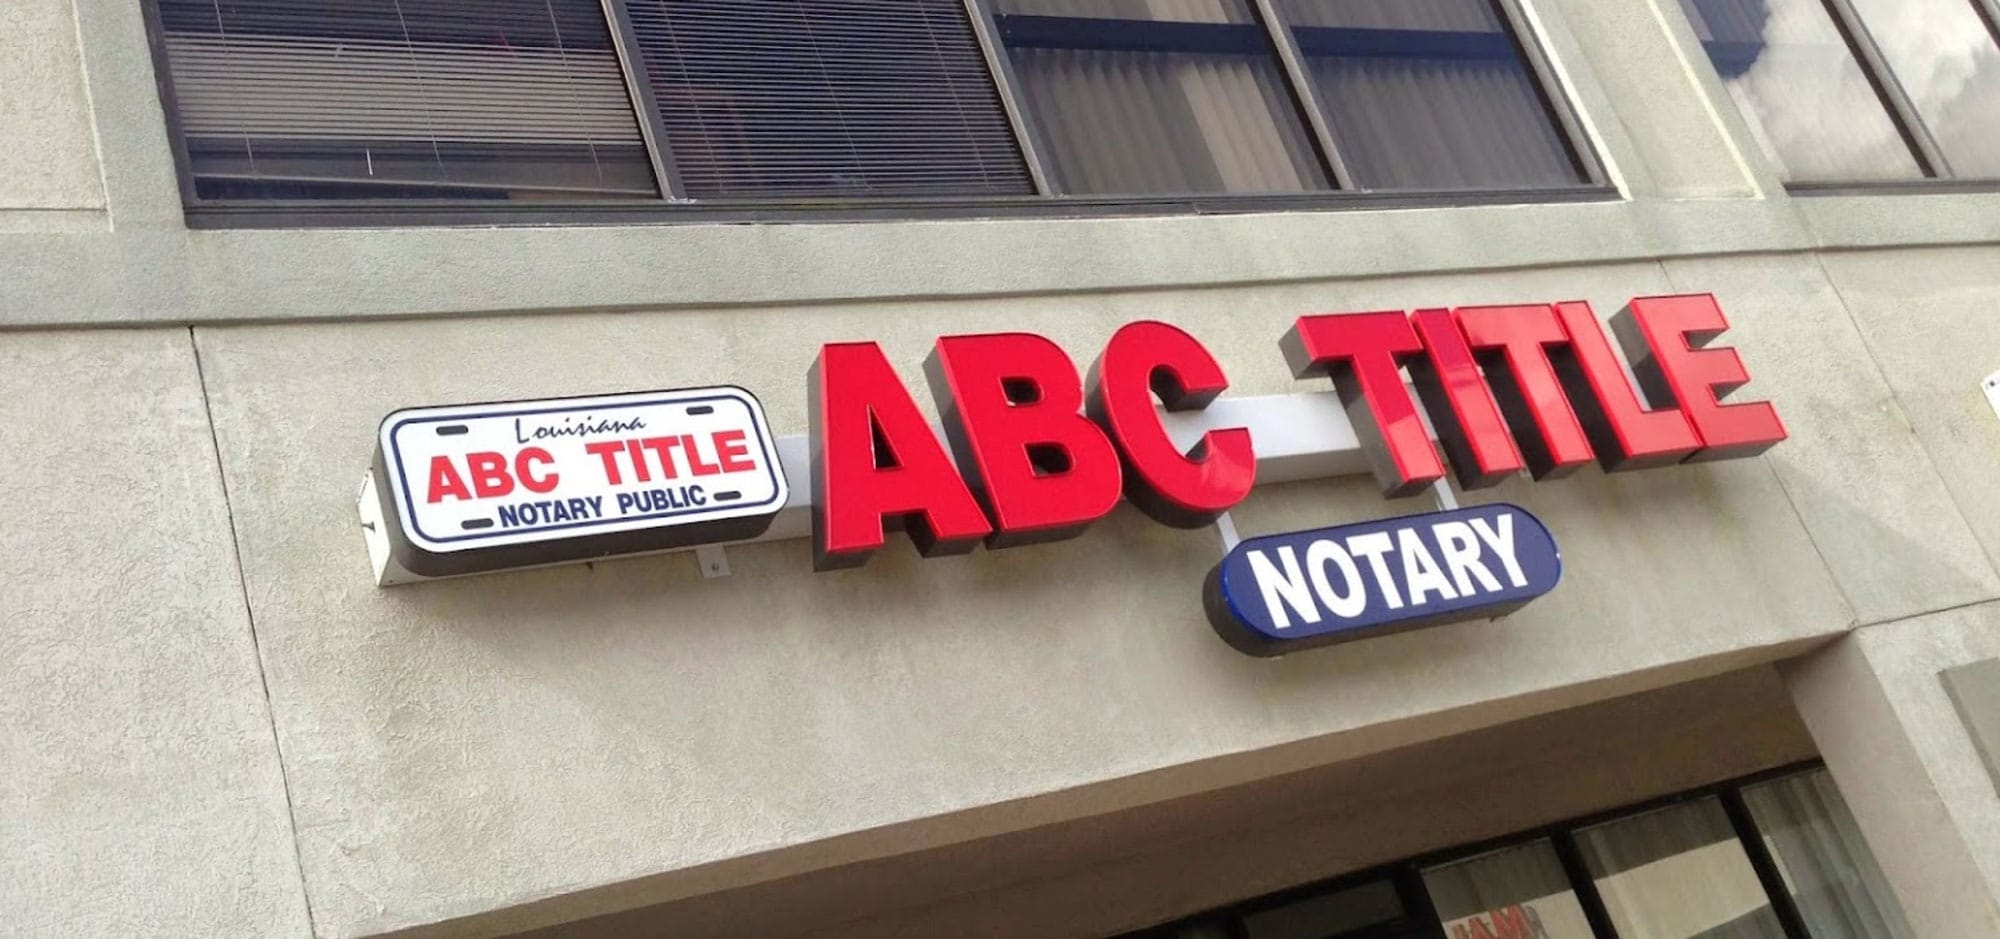 Louisiana
ABC TITLE
NOTARY PUBLIC
ABC TITLE
NOTARY